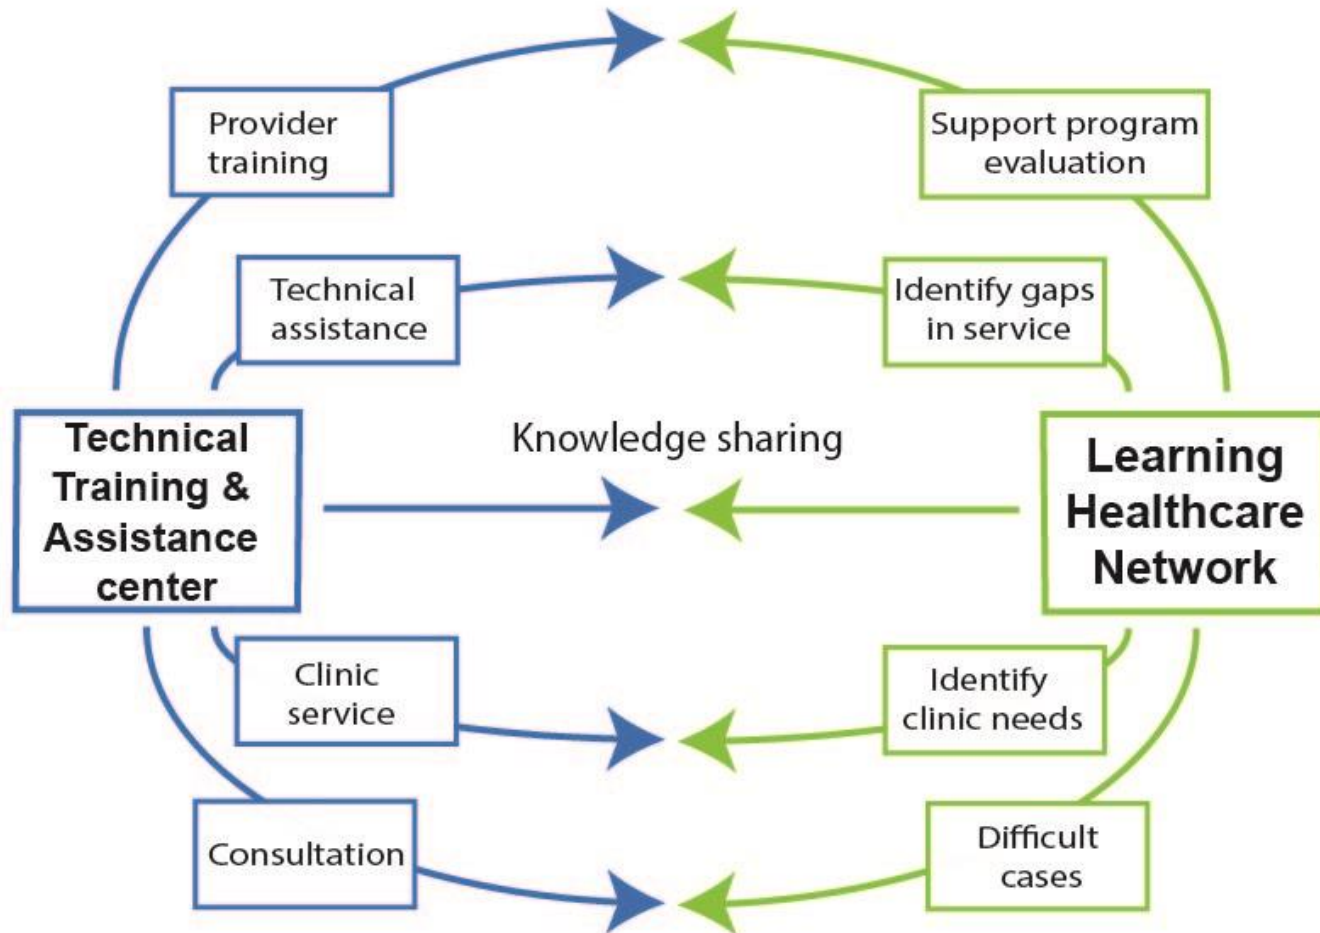 Provider
training
Support program
evaluation
Technical
assistance
Identify gaps
in service
Technical
Training &
Assistance
center
Knowledge sharing
Learning
Healthcare
Network
Clinic
service
Identify
clinic needs
Consultation
Difficult
cases